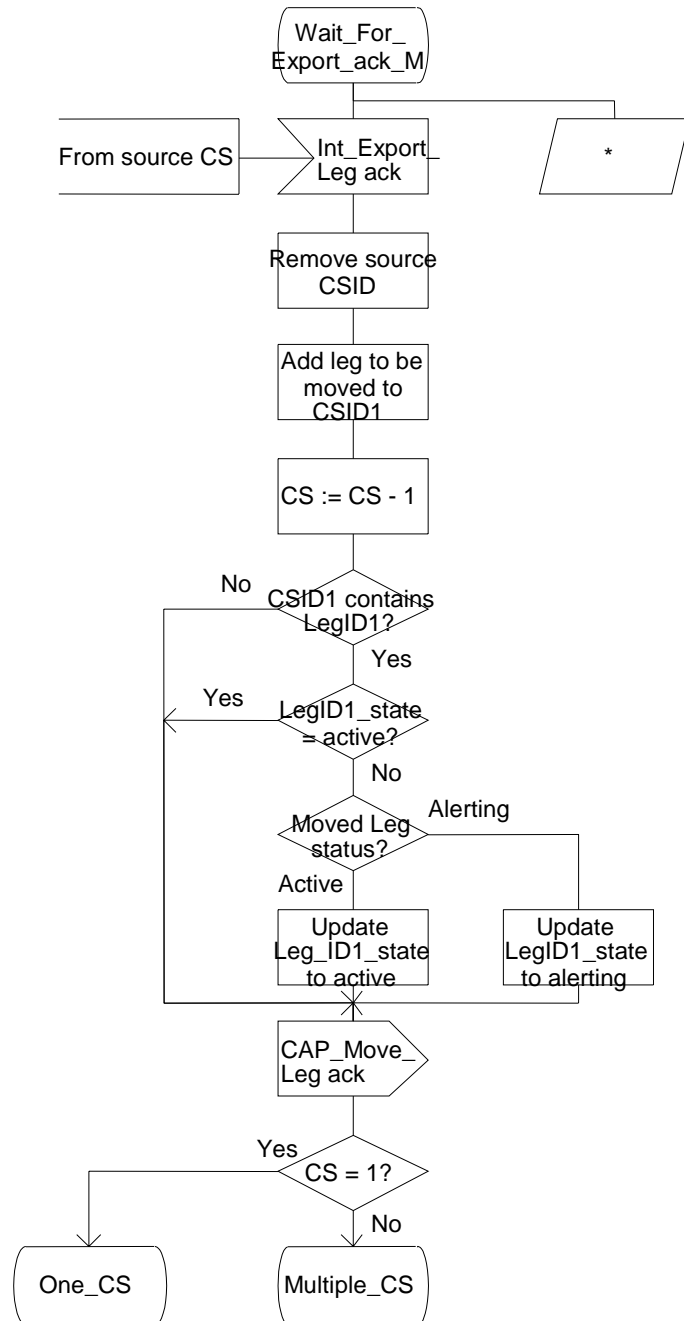 Wait_For_
Export_ack_M
From source CS
Int_Export_
Leg ack
*
Remove source
CSID
Add leg to be
moved to
CSID1
CS := CS - 1
No
CSID1 contains
LegID1?
Yes
Yes
LegID1_state
= active?
No
Moved Leg
status?
Alerting
Active
Update
Leg_ID1_state
to active
Update
LegID1_state
to alerting
CAP_Move_
Leg ack
Yes
CS = 1?
No
One_CS
Multiple_CS